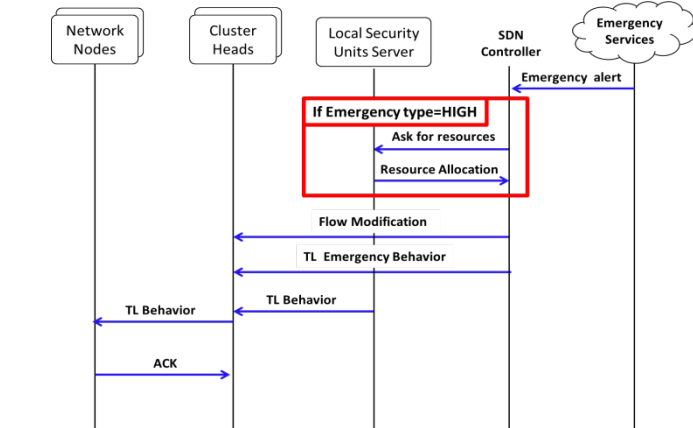 Network
Nodes
Cluster
Heads
Local Security
Units Server
SDN
Controller
Emergency
Services
Emergency alert
If Emergency type=HIGH
Ask for resources
Resource Allocation
Flow Modification
TL Emergency Behavior
TL Behavior
TL Behavior
ACK